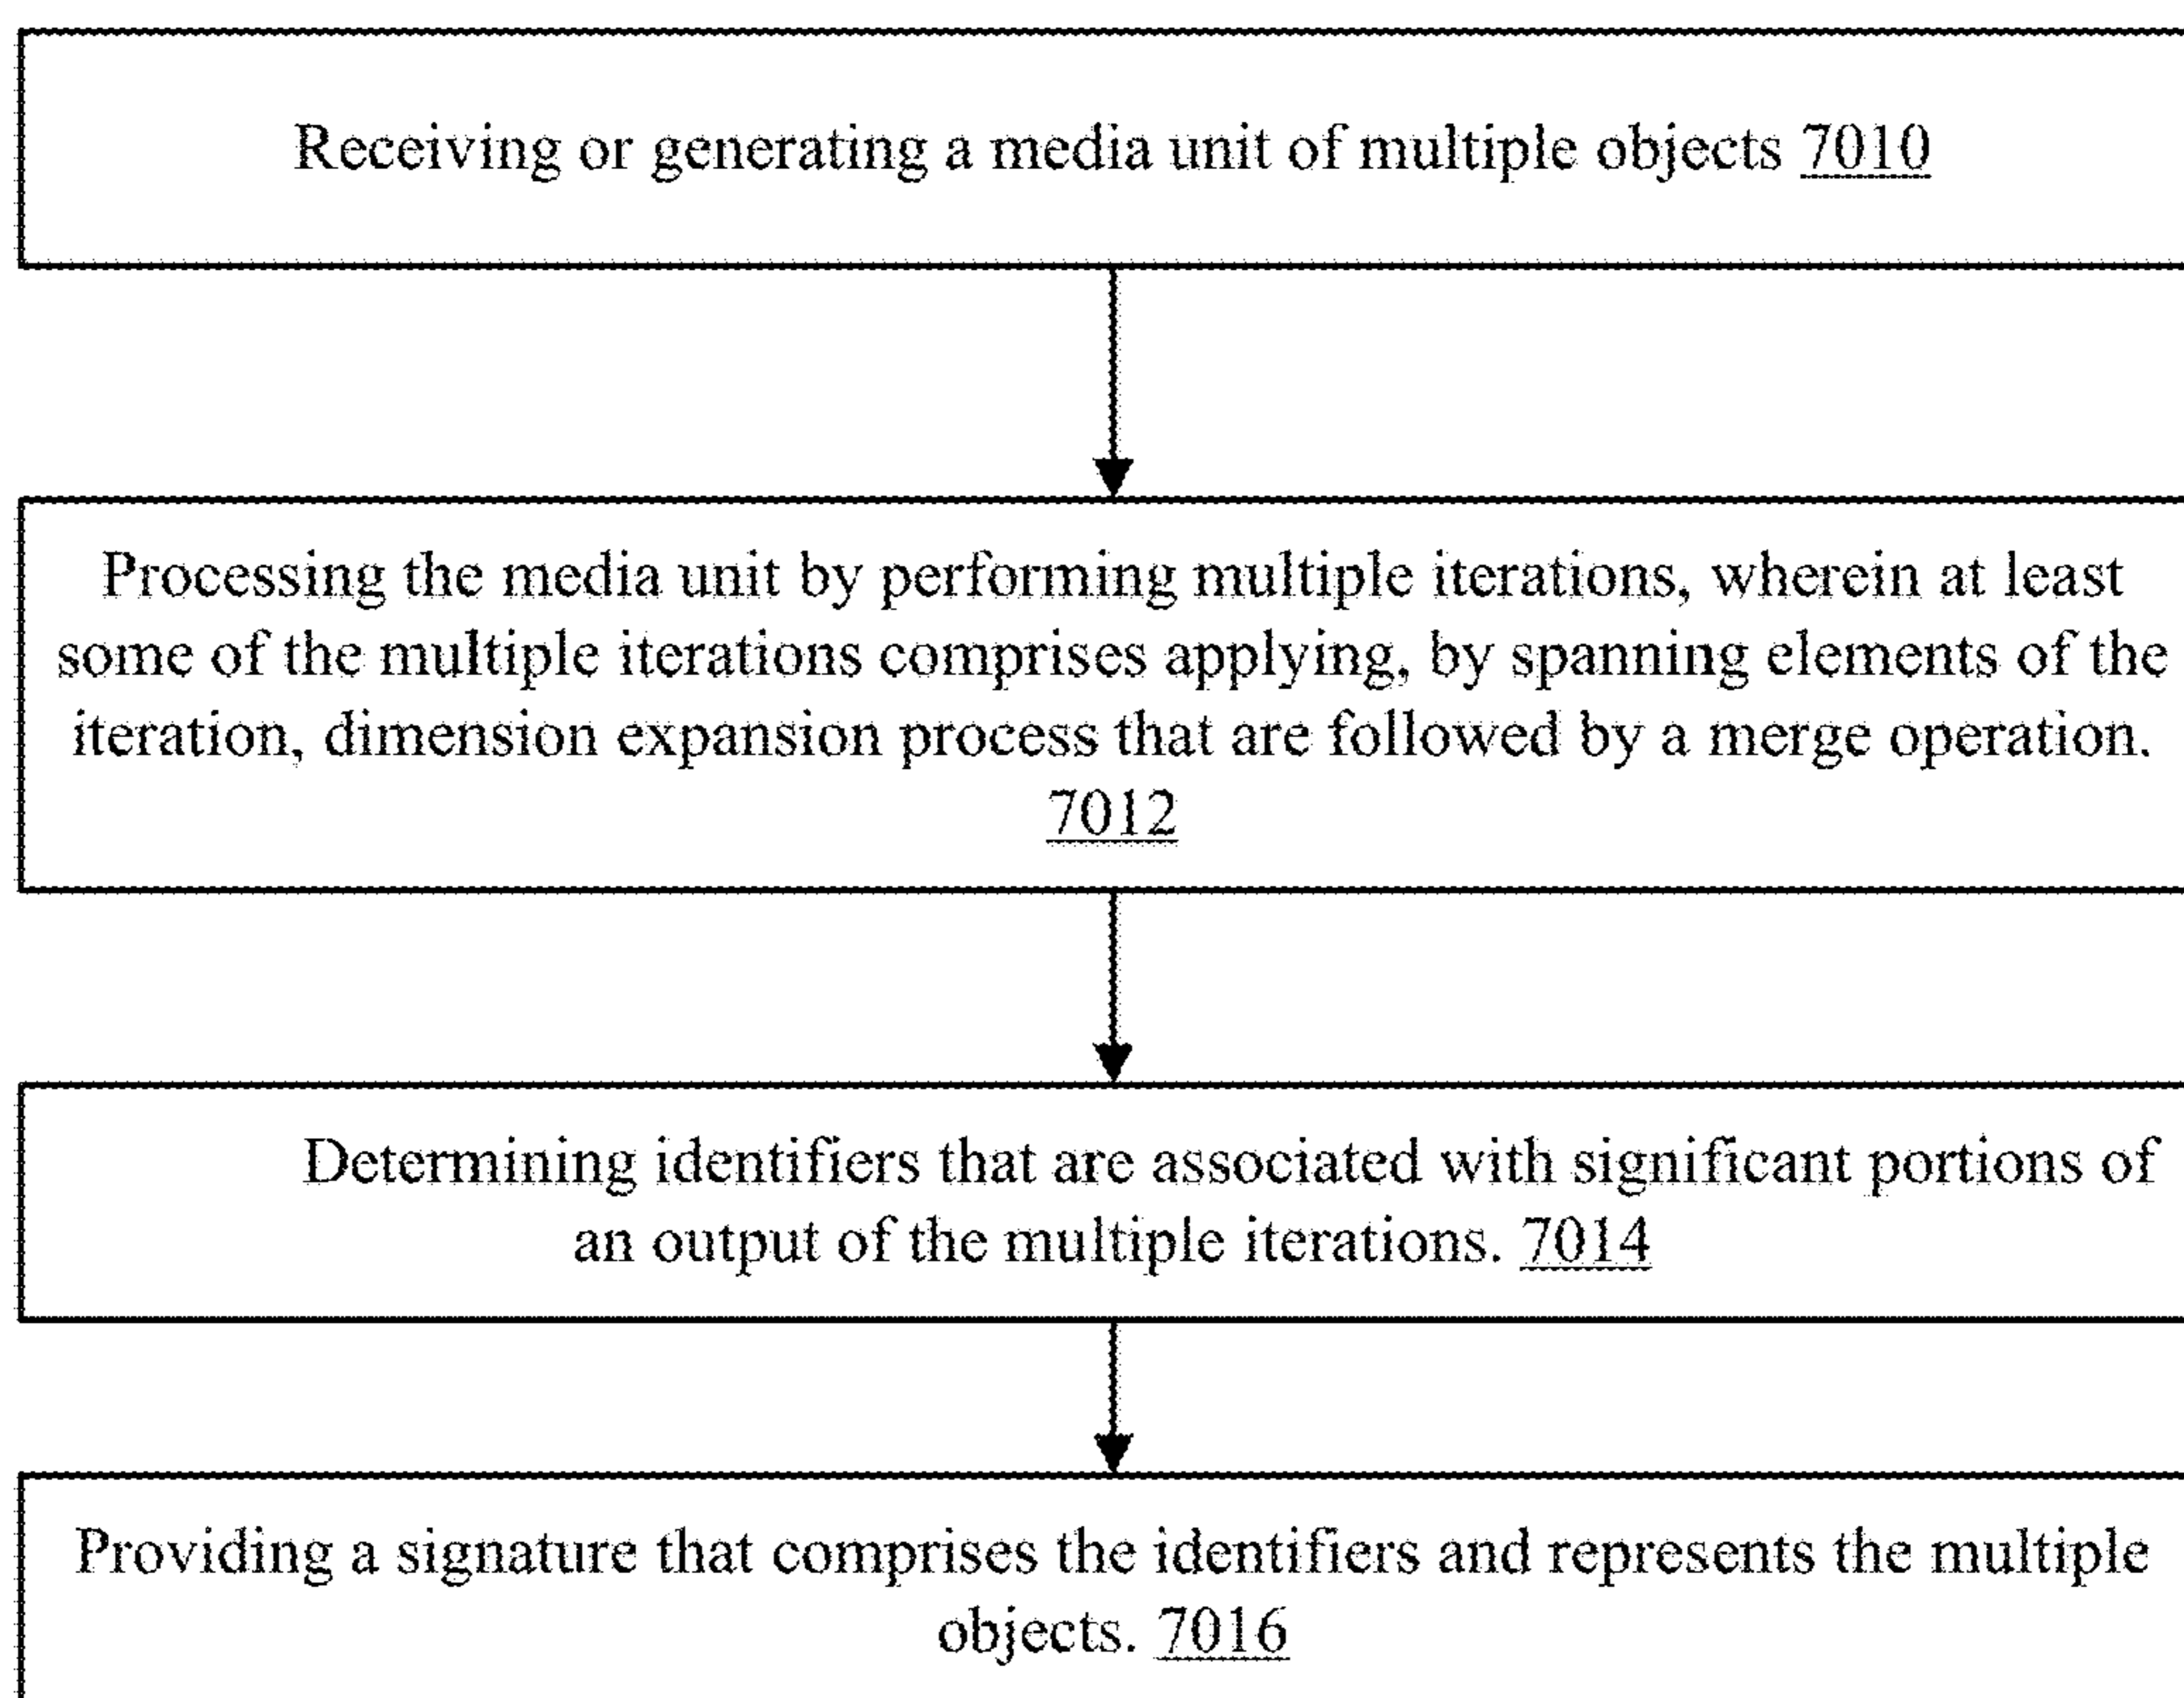 Receiving or generating a media unit of multiple objects 7010
Processing the media unit by performing multiple iterations, wherein at least
some of the multiple iterations comprises applying, by spanning elements of the
iteration, dimension expansion process that are followed by a merge operation.
7012
Determining identifiers that are associated with significant portions of
an output of the multiple iterations. 7014
Providing a signature that comprises the identifiers and represents the multiple
objects. 7016